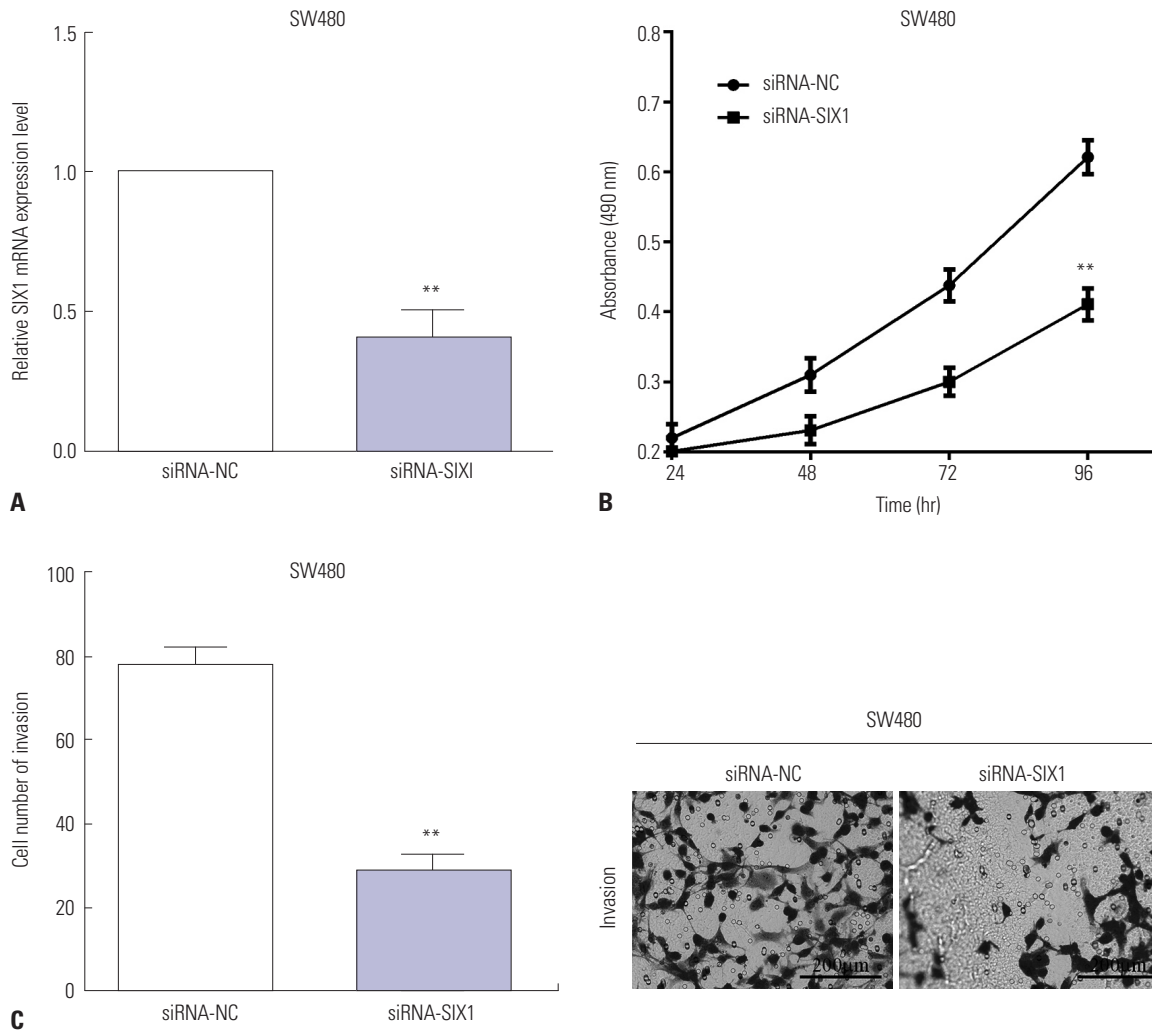 SW480
1.5
1.0
0.5
0.0
Relative SIX1 mRNA expression level
**
siRNA-NC
siRNA-SIXI
A
SW480
0.8
0.7
0.6
0.5
0.4
0.3
0.2
Absorbance (490 nm)
siRNA-NC
siRNA-SIX1
**
24
48
72
96
Time (hr)
B
SW480
100
80
60
40
20
0
Cell number of invasion
**
siRNA-NC
siRNA-SIX1
C
SW480
siRNA-NC
siRNA-SIX1
Invasion
200μm
200μm